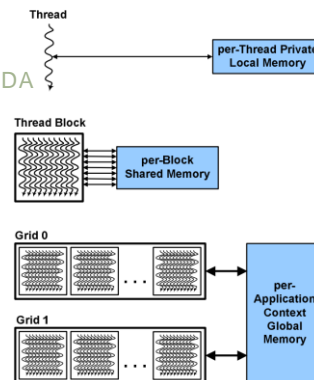 Thread
per-Thread Private
Local Memory
DA
Thread Block
per-Block
Shared Memory
Grid 0
. . .
per-
Application
Context
Global
Memory
Grid 1
. . .